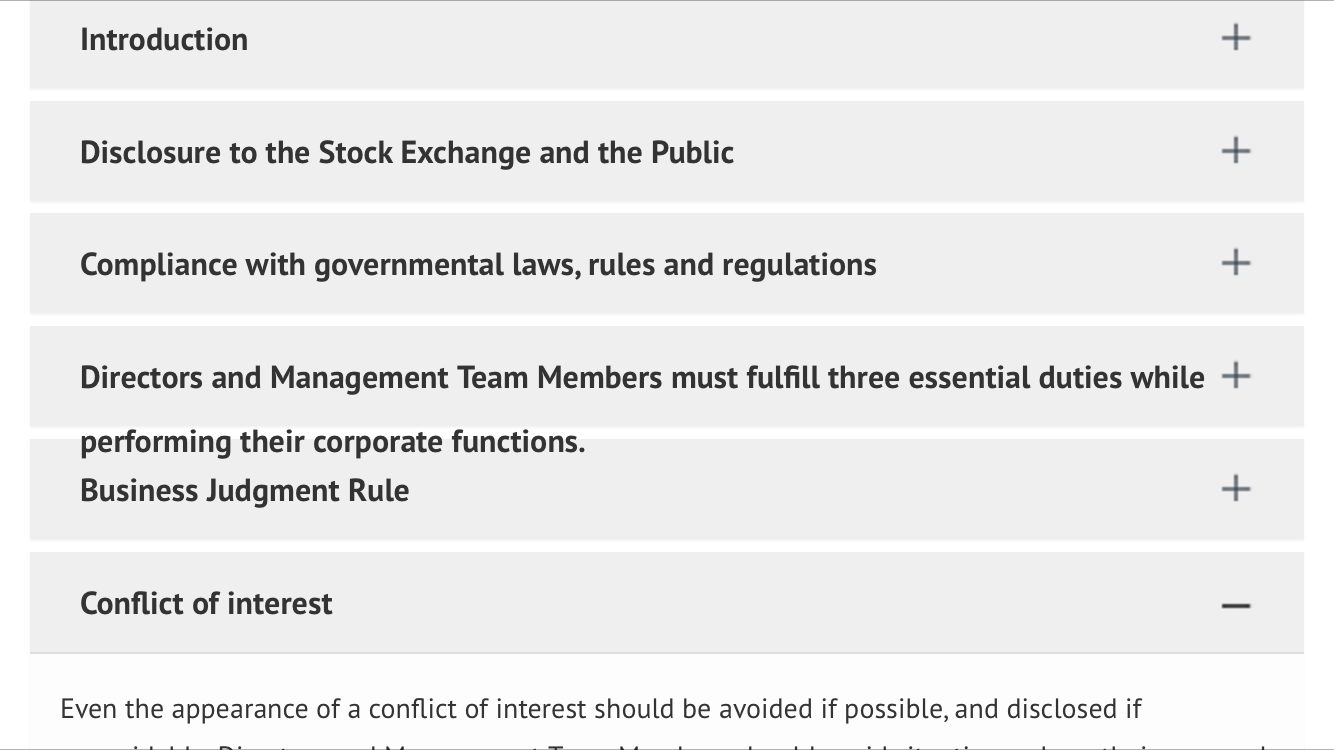 Introduction
Disclosure to the Stock Exchange and the Public
Compliance with governmental laws, rules and regulations
Directors and Management Team Members must fulfill three essential duties while
performing their corporate functions.
Business Judgment Rule
Conflict of interest
Even the appearance of a conflict of interest should be avoided if possible, and disclosed if